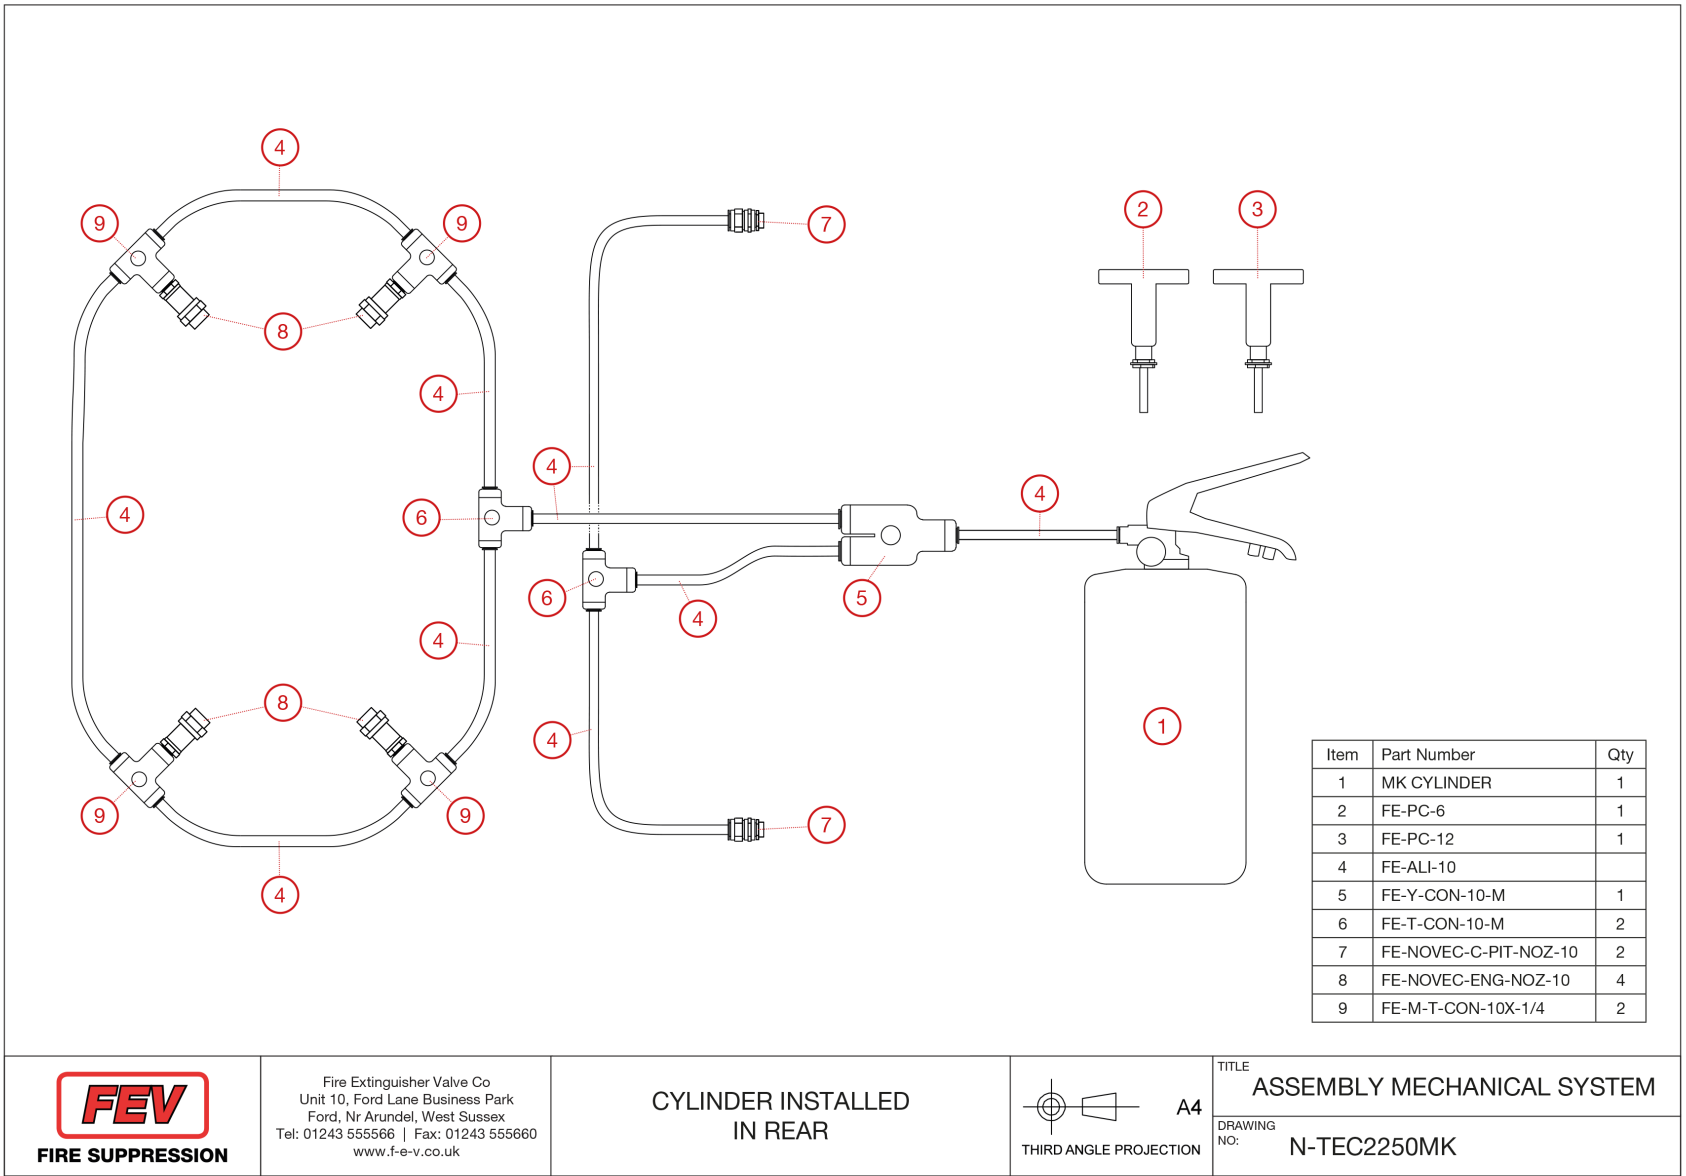 4
9
9
2
3
7
8
4
4
4
4
6
6
5
4
4
8
4
1
7
9
9
4
Item Part Number Qty
1 MK CYLINDER 1
2 FE-PC-6 1
3 FE-PC-12 1
4 FE-ALI-10
5 FE-Y-CON-10-M 1
6 FE-T-CON-10-M 2
7 FE-NOVEC-C-PIT-NOZ-10 2
8 FE-NOVEC-ENG-NOZ-10 4
9 FE-M-T-CON-10X-1/4 2
FEV
FIRE SUPPRESSION
Fire Extinguisher Valve Co
Unit 10, Ford Lane Business Park
Ford, Nr Arundel, West Sussex
Tel: 01243 555566 | Fax: 01243 555660
www.f-e-v.co.uk
CYLINDER INSTALLED
IN REAR
A4
THIRD ANGLE PROJECTION
TITLE
ASSEMBLY MECHANICAL SYSTEM
DRAWING
NO:
N-TEC2250MK